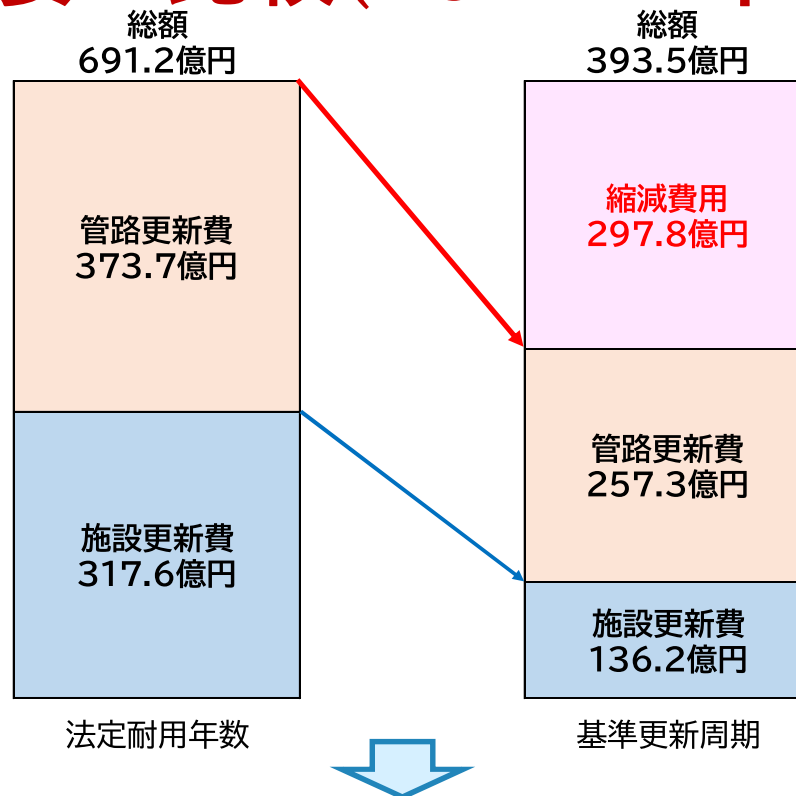 総額
691.2億円
管路更新費
373.7億円
施設更新費
317.6億円
法定耐用年数
総額
393.5億円
縮減費用
297.8億円
管路更新費
257.3億円
施設更新費
136.2億円
基準更新周期